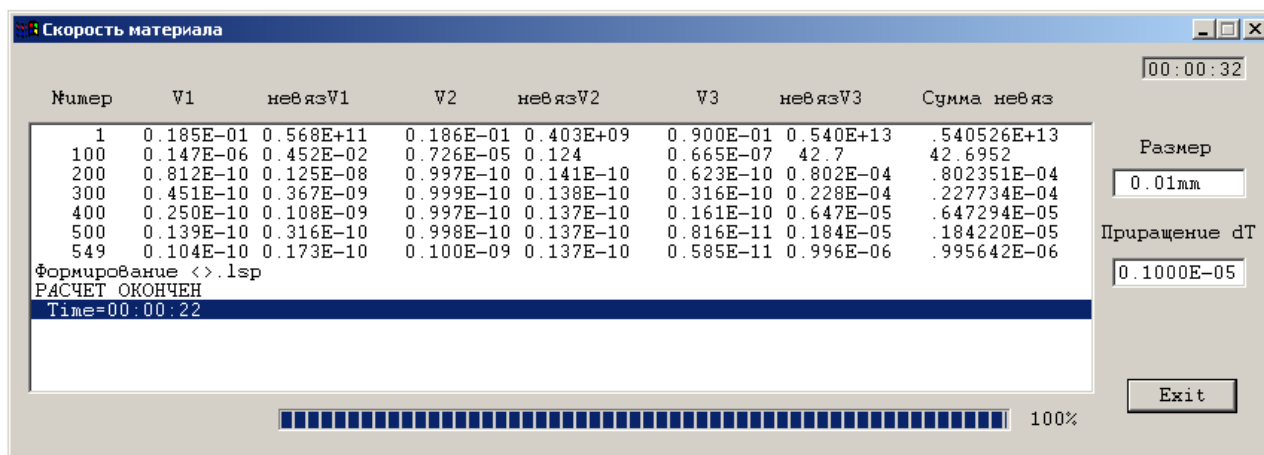 Скорость материала
00:00:32
№umep V1 невязV1 V2 невязV2 V3 невязV3 Сумма невяз
1 0.185E-01 0.568E+11 0.186E-01 0.403E+09 0.900E-01 0.540E+13 .540526E+13
100 0.147E-06 0.452E-02 0.726E-05 0.124 0.665E-07 42.7 42.6952
200 0.812E-10 0.125E-08 0.997E-10 0.141E-10 0.623E-10 0.802E-04 .802351E-04
300 0.451E-10 0.367E-09 0.999E-10 0.138E-10 0.316E-10 0.228E-04 .227734E-04
400 0.250E-10 0.108E-09 0.997E-10 0.137E-10 0.161E-10 0.647E-05 .647294E-05
500 0.139E-10 0.316E-10 0.998E-10 0.137E-10 0.816E-11 0.184E-05 .184220E-05
549 0.104E-10 0.173E-10 0.100E-09 0.137E-10 0.585E-11 0.996E-06 .995642E-06
Формирование <>.lsp
РАСЧЕТ ОКОНЧЕН
Time=00:00:22
Размер
0.01mm
Приращение dT
0.1000E-05
Exit
100%